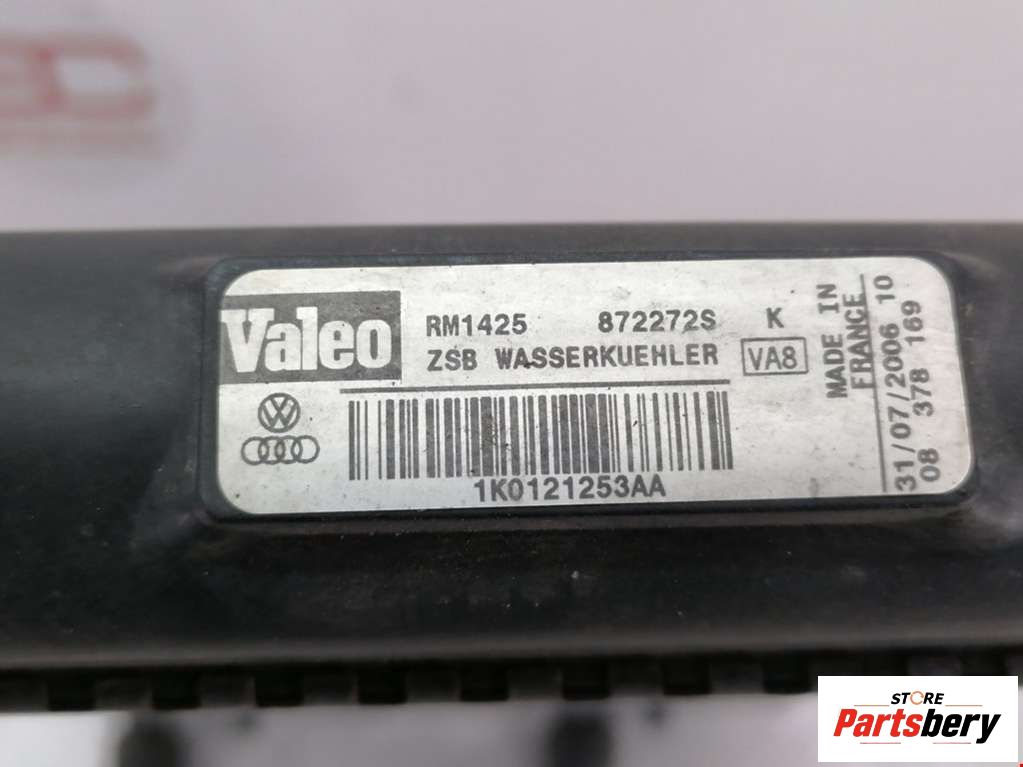 Valeo
RM1425 872272S K
ZSB WASSERKUEHLER VA8
1K0121253AA
MADE IN
FRANCE
31/07/2006 10
08 378 169
STORE
Partsbery